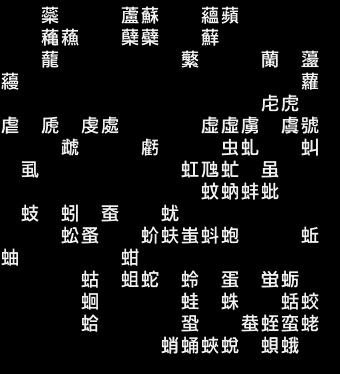 蘂 蘆蘇 蘊蘋
蘒蘓 蘖蘗 蘚
蘢 蘩 蘭 蘯
蘰 蘿
虍虎
虐 虒 虔處 虚虛虜 虞號
虣 虧 虫虬 虯
虱 虹虺虻 虽
蚊蚋蚌蚍
蚑 蚓 蚕 蚘
蚣蚤 蚧蚨蚩蚪蚫 蚯
蚰 蚶
蛄 蛆蛇 蛉 蛋 蛍蛎
蛔 蛙 蛛 蛞蛟
蛤 蛩 蛬蛭蛮蛯
蛸蛹蛺蛻 蛽蛾